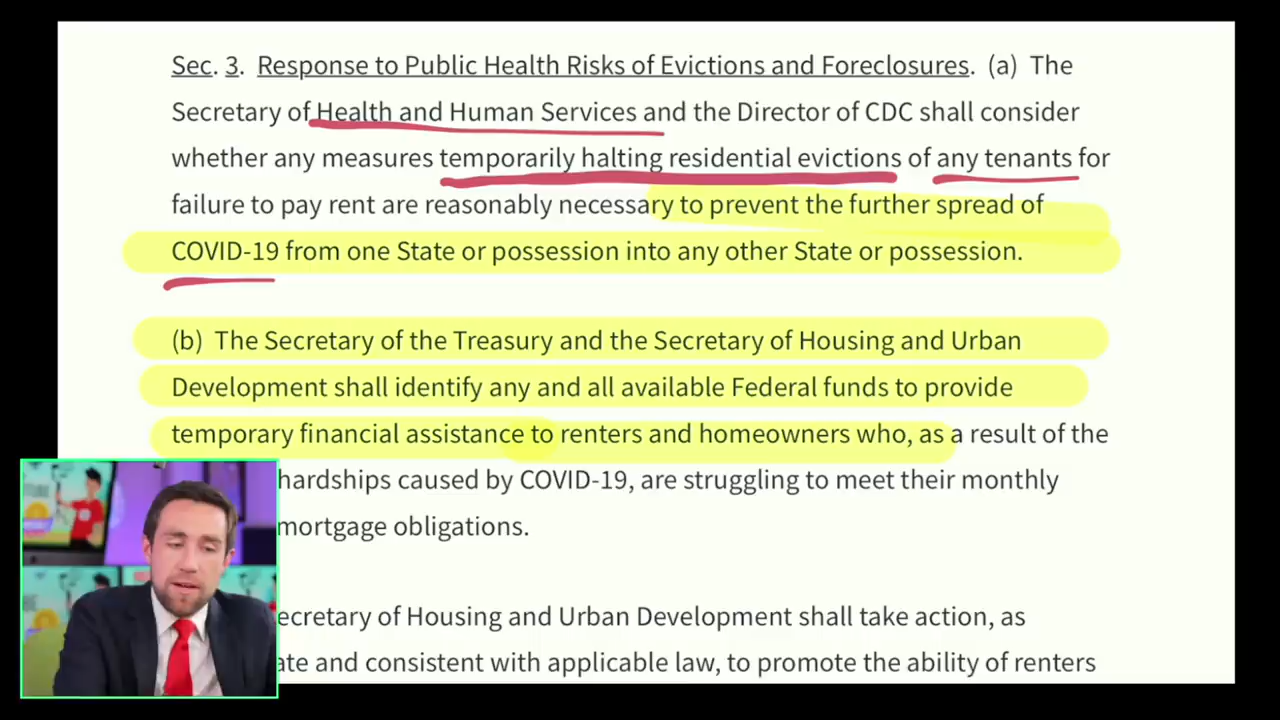 Sec. 3. Response to Public Health Risks of Evictions and Foreclosures. (a) The
Secretary of Health and Human Services and the Director of CDC shall consider
whether any measures temporarily halting residential evictions of any tenants for
failure to pay rent are reasonably necessary to prevent the further spread of
COVID-19 from one State or possession into any other State or possession.
(b) The Secretary of the Treasury and the Secretary of Housing and Urban
Development shall identify any and all available Federal funds to provide
temporary financial assistance to renters and homeowners who, as a result of the
hardships caused by COVID-19, are struggling to meet their monthly
mortgage obligations.
ecretary of Housing and Urban Development shall take action, as
ate and consistent with applicable law, to promote the ability of renters